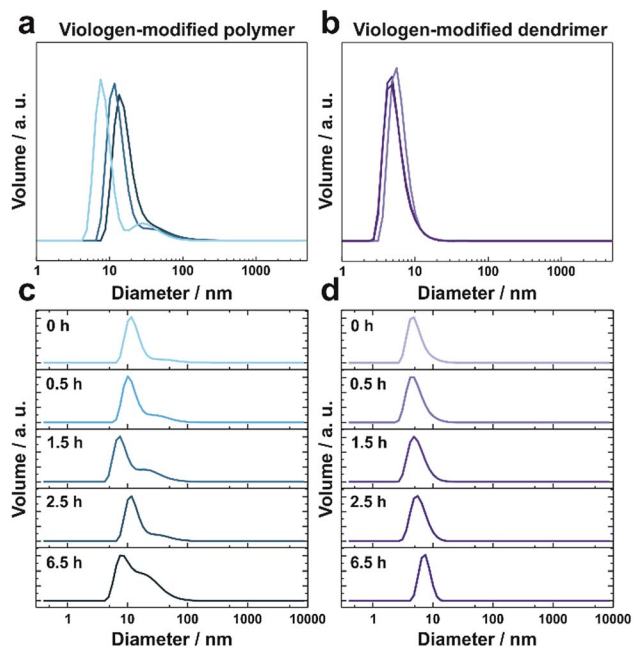 a Viologen-modified polymer
b Viologen-modified dendrimer
Volume / a. u.
1 10 100 1000
Diameter / nm
Volume / a. u.
1 10 100 1000
Diameter / nm
c
0 h
0.5 h
1.5 h
2.5 h
6.5 h
Volume / a. u.
1 10 100 1000 10000
Diameter / nm
d
0 h
0.5 h
1.5 h
2.5 h
6.5 h
Volume / a. u.
1 10 100 1000 10000
Diameter / nm